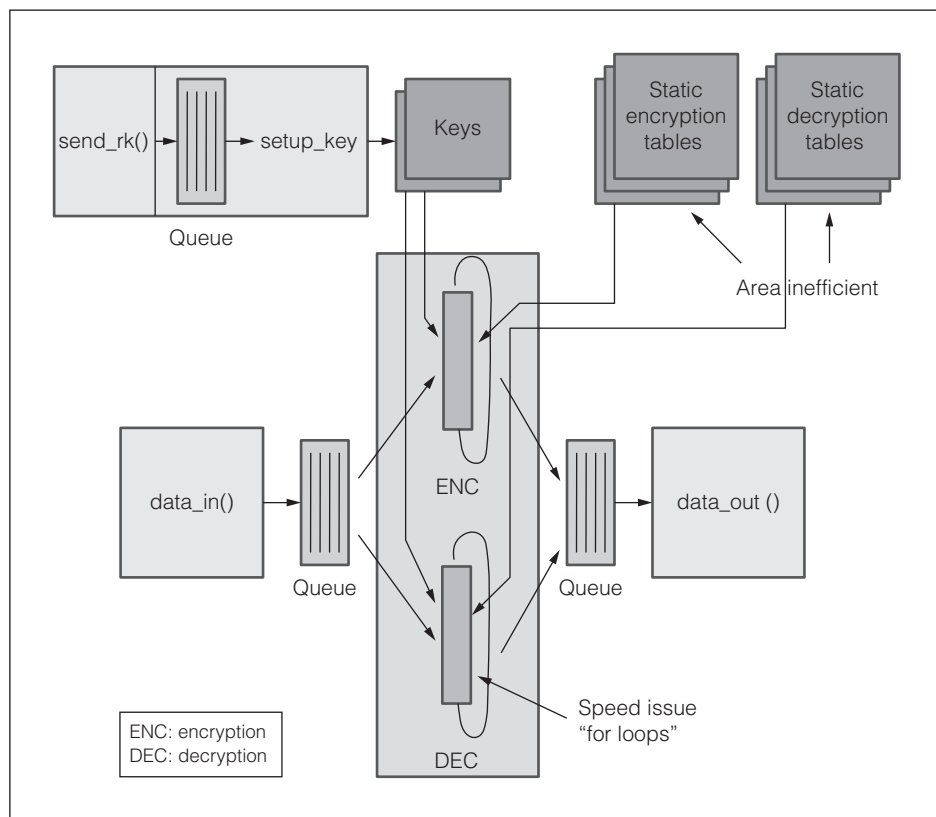 send_rk()
setup_key
Queue
Keys
Static
encryption
tables
Static
decryption
tables
Area inefficient
data_in()
Queue
ENC
Queue
data_out ()
Speed issue
“for loops”
DEC
ENC: encryption
DEC: decryption